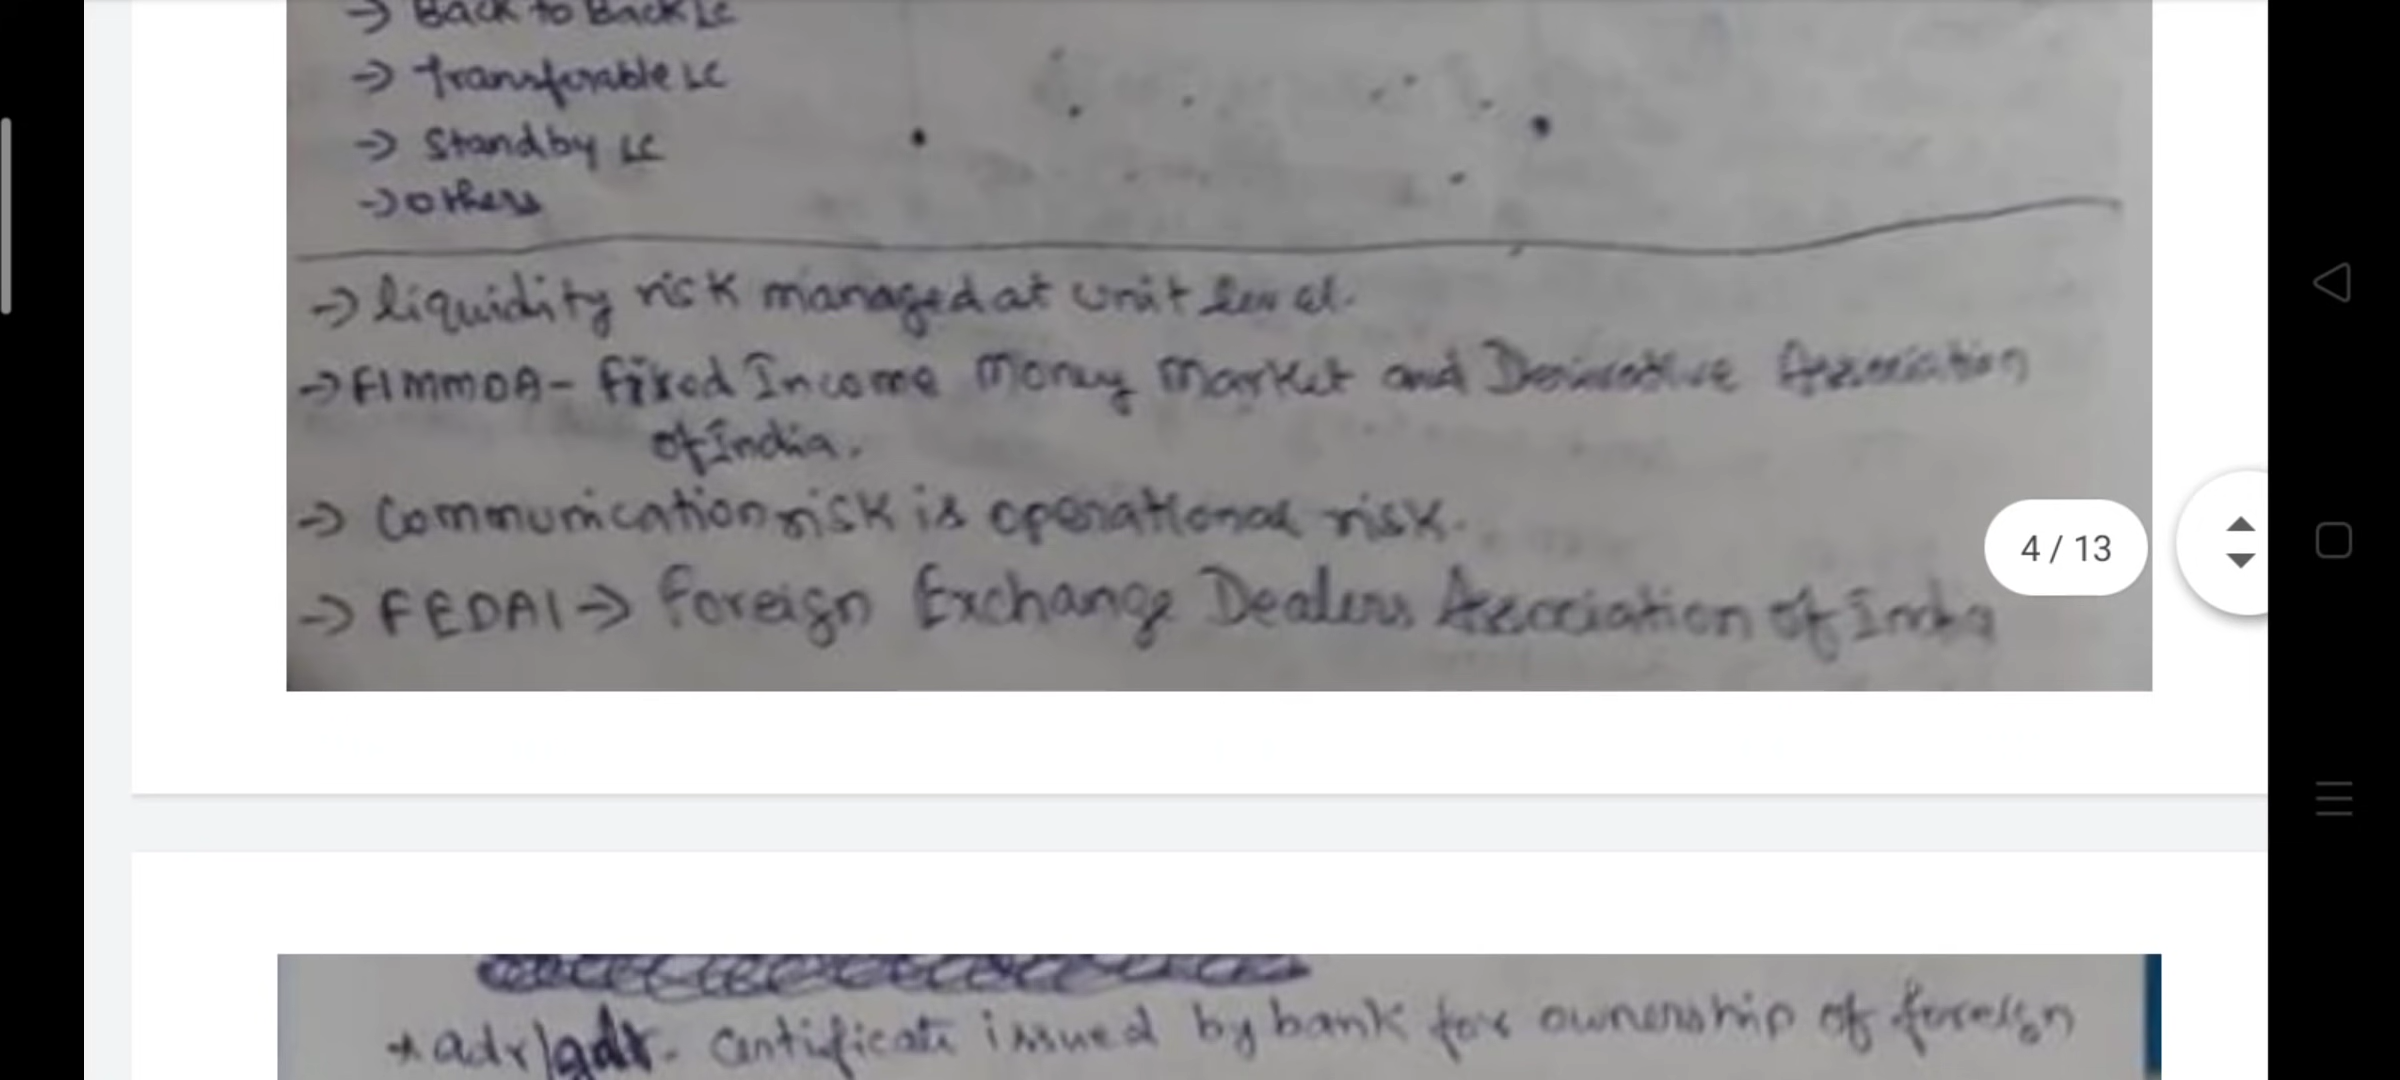 → Back to Back LC
→ Transferable LC
→ Standby LC
→ others
→ liquidity risk managed at unit level.
→ FIMMDA - Fixed Income Money Market and Derivative Association
of India.
→ Communication risk is operational risk.
4 / 13
→ FEDAI → Foreign Exchange Dealers Association of India
* adr/gdr - Certificate issued by bank for ownership of foreign